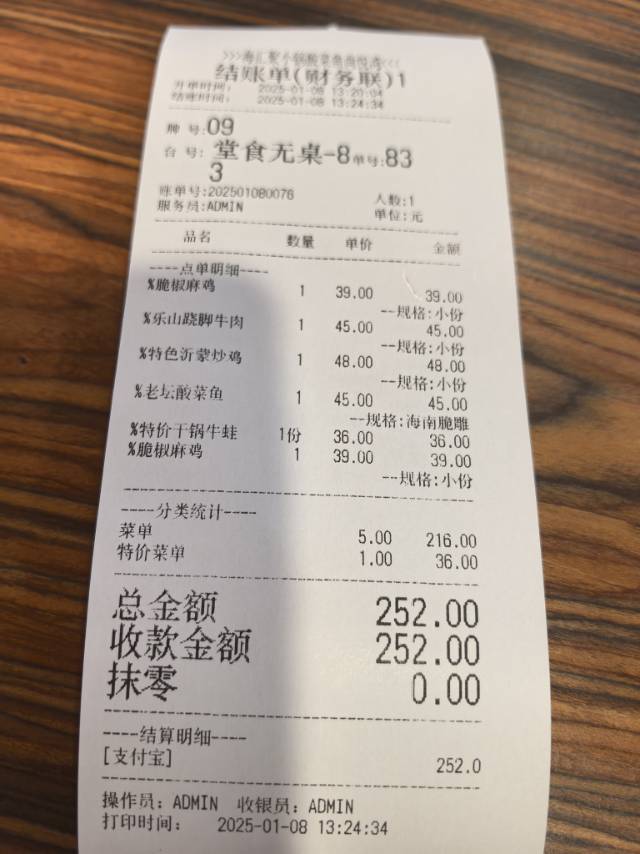 结账单(财务联)1
开单时间: 2025-01-08 13:20:04
结账时间: 2025-01-08 13:24:34
牌 号:09
台 号: 堂食无桌-8单号:83
3
账单号:202501080076 人数:1
服务员:ADMIN 单位:元
品名 数量 单价 金额
----点单明细----
%脆椒麻鸡 1 39.00 39.00
--规格:小份
%乐山跷脚牛肉 1 45.00 45.00
--规格:小份
%特色沂蒙炒鸡 1 48.00 48.00
--规格:小份
%老坛酸菜鱼 1 45.00 45.00
--规格:海南脆雕
%特价干锅牛蛙 1份 36.00 36.00
%脆椒麻鸡 1 39.00 39.00
--规格:小份
----分类统计----
菜单 5.00 216.00
特价菜单 1.00 36.00
总金额 252.00
收款金额 252.00
抹零 0.00
----结算明细----
[支付宝] 252.0
操作员: ADMIN 收银员: ADMIN
打印时间: 2025-01-08 13:24:34